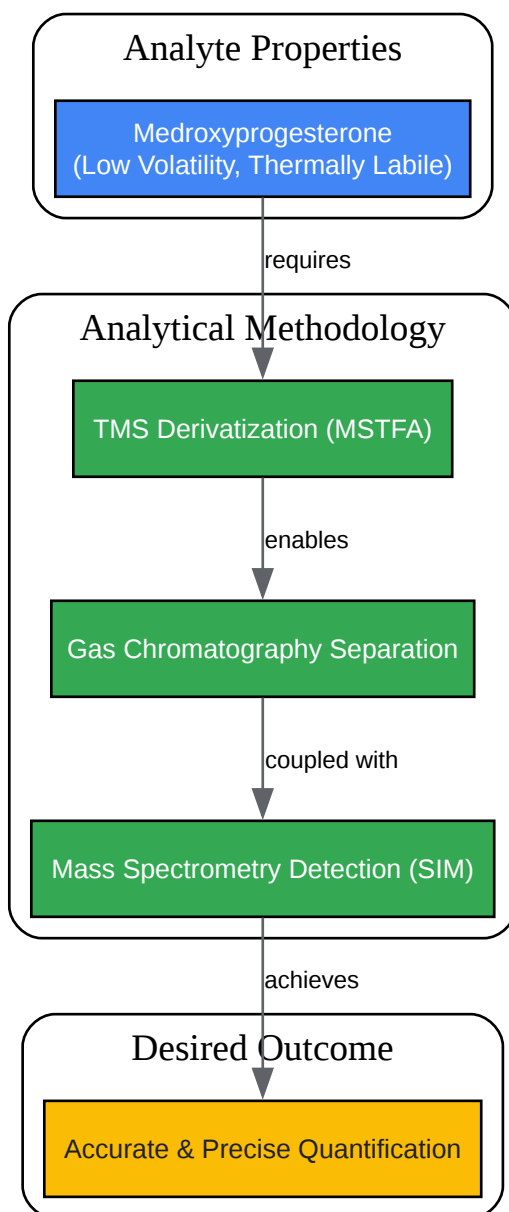 Analyte Properties
Medroxyprogesterone
(Low Volatility, Thermally Labile)
requires
Analytical Methodology
TMS Derivatization (MSTFA)
enables
Gas Chromatography Separation
coupled with
Mass Spectrometry Detection (SIM)
achieves
Desired Outcome
Accurate & Precise Quantification